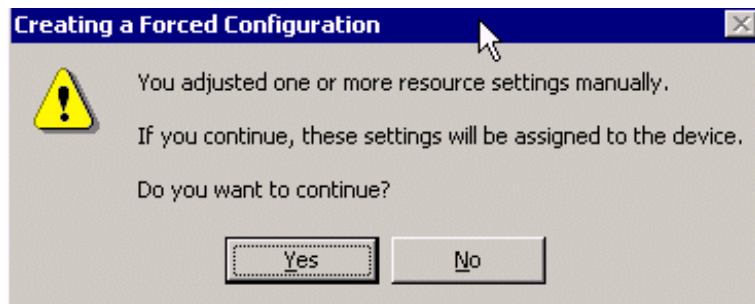 Creating a Forced Configuration
You adjusted one or more resource settings manually.
If you continue, these settings will be assigned to the device.
Do you want to continue?
Yes
No